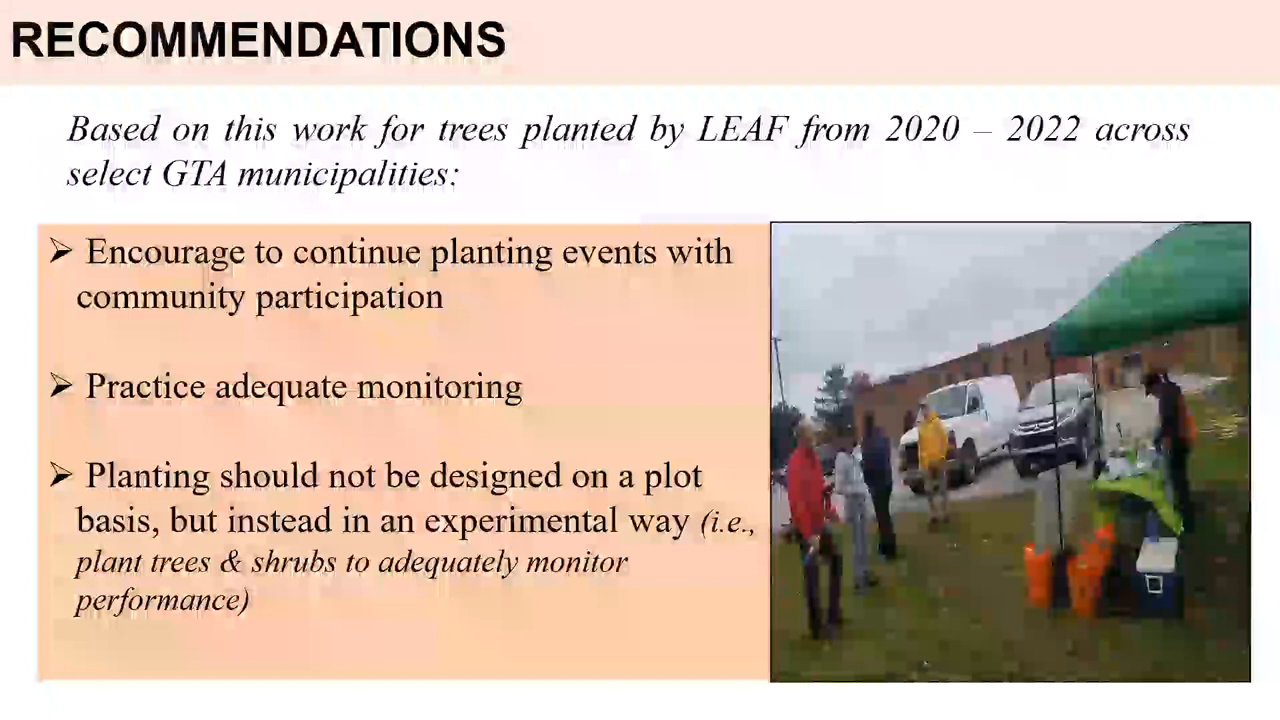 RECOMMENDATIONS
Based on this work for trees planted by LEAF from 2020 – 2022 across
select GTA municipalities:
➢ Encourage to continue planting events with
community participation
➢ Practice adequate monitoring
➢ Planting should not be designed on a plot
basis, but instead in an experimental way (i.e.,
plant trees & shrubs to adequately monitor
performance)